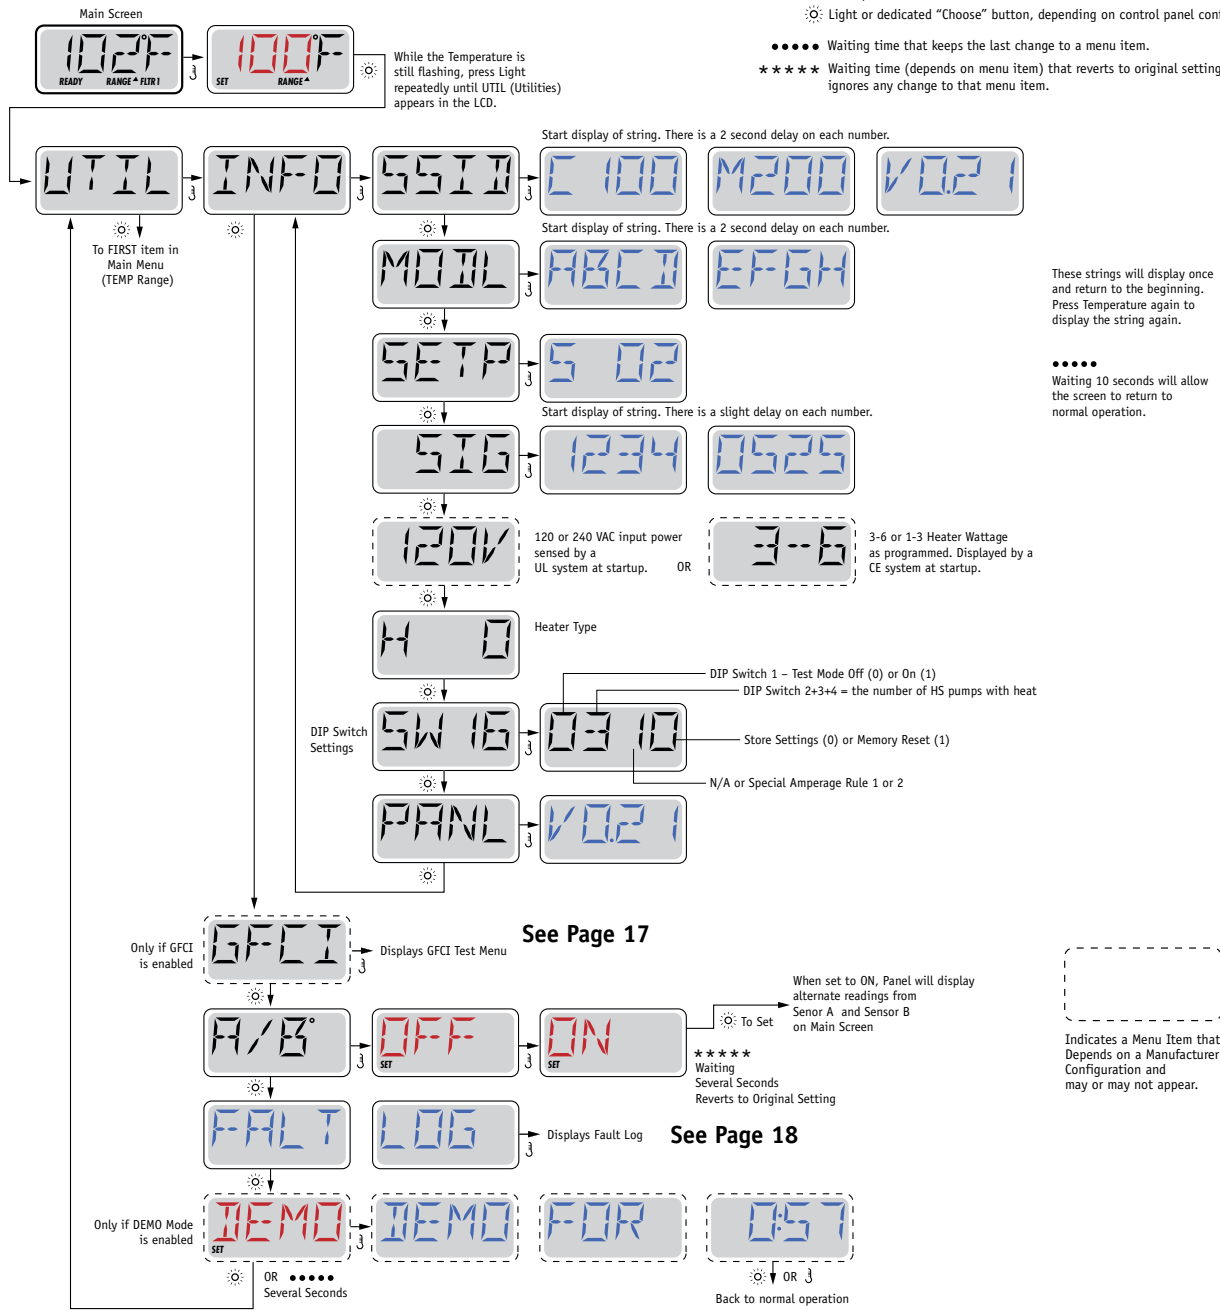 Main Screen
Light or dedicated “Choose” button, depending on control panel conf
Waiting time that keeps the last change to a menu item.
***** Waiting time (depends on menu item) that reverts to original setting
ignores any change to that menu item.
102°F
READY RANGE FLTR1
100°F
SET RANGE
While the Temperature is
still flashing, press Light
repeatedly until UTIL (Utilities)
appears in the LCD.
Start display of string. There is a 2 second delay on each number.
UTIL
INFO
SSID
C 100
M200
V0.21
To FIRST item in
Main Menu
(TEMP Range)
Start display of string. There is a 2 second delay on each number.
MODL
ABCD
EFGH
These strings will display once
and return to the beginning.
Press Temperature again to
display the string again.
SETP
S 02
•••••
Waiting 10 seconds will allow
the screen to return to
normal operation.
Start display of string. There is a slight delay on each number.
SIG
1234
0525
120V
120 or 240 VAC input power
sensed by a
UL system at startup.
OR
3-6
3-6 or 1-3 Heater Wattage
as programmed. Displayed by a
CE system at startup.
H 0
Heater Type
DIP Switch 1 – Test Mode Off (0) or On (1)
DIP Switch 2+3+4 = the number of HS pumps with heat
DIP Switch
Settings
SW 16
0310
Store Settings (0) or Memory Reset (1)
N/A or Special Amperage Rule 1 or 2
PANL
V0.21
Only if GFCI
is enabled
GFCI
Displays GFCI Test Menu
See Page 17
A/B°
OFF
SET
ON
SET
To Set
When set to ON, Panel will display
alternate readings from
Senor A and Sensor B
on Main Screen
*****
Waiting
Several Seconds
Reverts to Original Setting
Indicates a Menu Item that
Depends on a Manufacturer
Configuration and
may or may not appear.
FALT
LOG
Displays Fault Log
See Page 18
Only if DEMO Mode
is enabled
DEMO
SET
DEMO
FOR
0:57
OR •••••
Several Seconds
OR
Back to normal operation